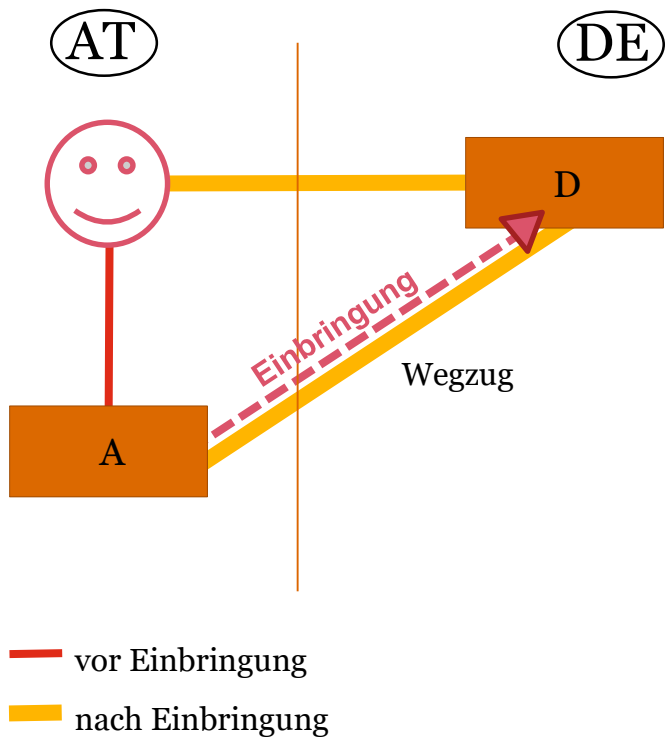 AT
DE
D
Einbringung
Wegzug
A
vor Einbringung
nach Einbringung